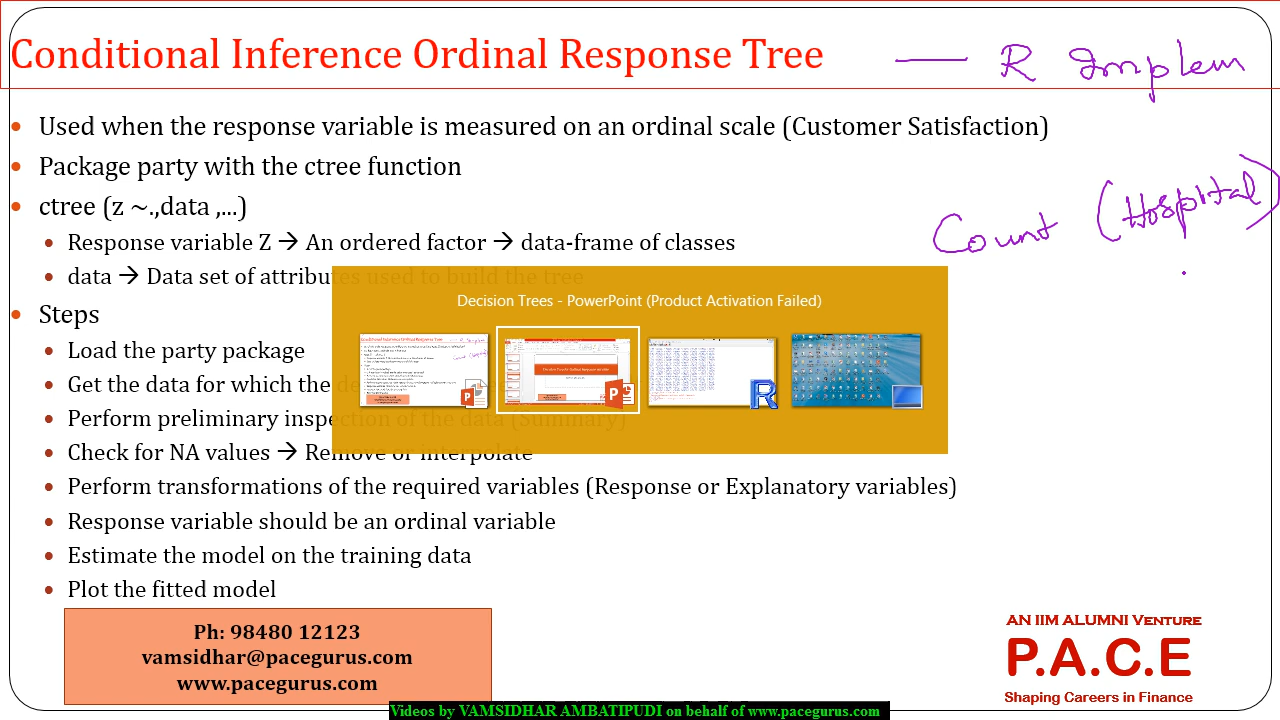 Conditional Inference Ordinal Response Tree — R Implem
• Used when the response variable is measured on an ordinal scale (Customer Satisfaction)
• Package party with the ctree function
• ctree (z ~.,data ,...)
Count (Hospital)
• Response variable Z → An ordered factor → data-frame of classes
• data → Data set of attributes used to build the tree
Decision Trees - PowerPoint (Product Activation Failed)
• Steps
• Load the party package
• Get the data for which the
• Perform preliminary inspection of the data (Summary)
• Check for NA values → Remove or interpolate
• Perform transformations of the required variables (Response or Explanatory variables)
• Response variable should be an ordinal variable
• Estimate the model on the training data
• Plot the fitted model
Ph: 98480 12123
vamsidhar@pacegurus.com
www.pacegurus.com
AN IIM ALUMNI VENTURE
P.A.C.E
Shaping Careers in Finance
Videos by VAMSIDHAR AMBATIPUDI on behalf of www.pacegurus.com